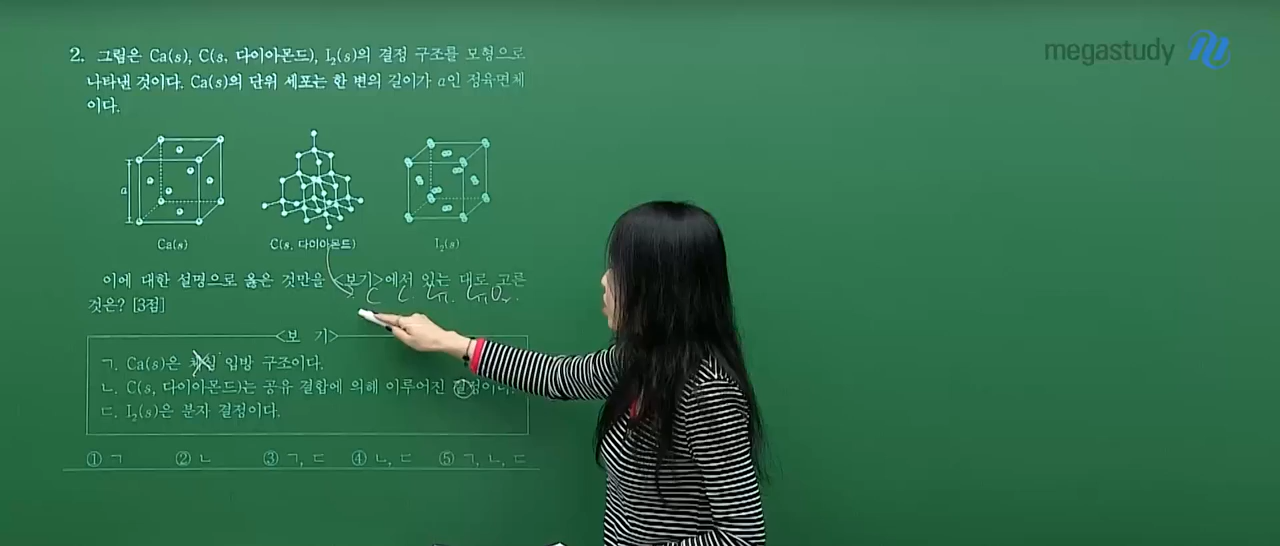 megastudy
2. 그림은 Ca(s), C(s, 다이아몬드), I₂(s)의 결정 구조를 모형으로
나타낸 것이다. Ca(s)의 단위 세포는 한 변의 길이가 a인 정육면체
이다.
a
Ca(s)
C(s, 다이아몬드)
I₂(s)
이에 대한 설명으로 옳은 것만을 <보기>에서 있는 대로 고른
것은? [3점]
<보 기>
ㄱ. Ca(s)은 체심 입방 구조이다.
ㄴ. C(s, 다이아몬드)는 공유 결합에 의해 이루어진 결정이다.
ㄷ. I₂(s)은 분자 결정이다.
① ㄱ ② ㄴ ③ ㄱ, ㄷ ④ ㄴ, ㄷ ⑤ ㄱ, ㄴ, ㄷ